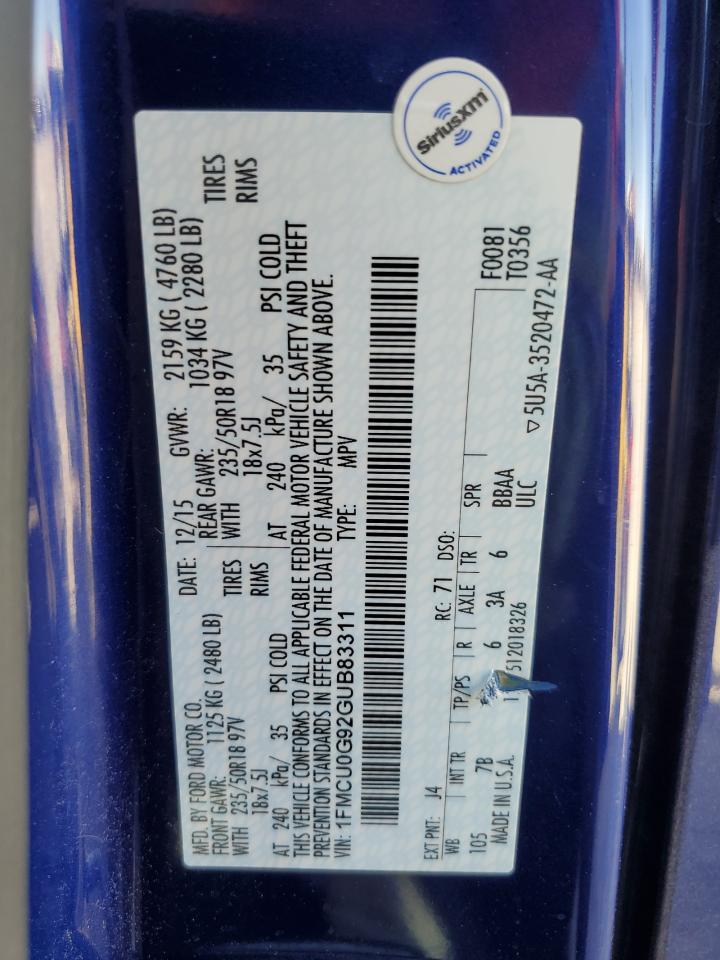 SiriusXM
ACTIVATED
MFD. BY FORD MOTOR CO. DATE: 12/15 GVWR: 2159 KG ( 4760 LB)
FRONT GAWR: 1125 KG ( 2480 LB) REAR GAWR: 1034 KG ( 2280 LB)
WITH 235/50R18 97V TIRES WITH 235/50R18 97V TIRES
18x7.5J RIMS 18x7.5J RIMS
AT 240 kPa/ 35 PSI COLD AT 240 kPa/ 35 PSI COLD
THIS VEHICLE CONFORMS TO ALL APPLICABLE FEDERAL MOTOR VEHICLE SAFETY AND THEFT
PREVENTION STANDARDS IN EFFECT ON THE DATE OF MANUFACTURE SHOWN ABOVE.
VIN: 1FMCU0G92GUB83311 TYPE: MPV
EXT PNT: J4 RC: 71 DSO:
WB INT TR TP/PS R AXLE TR SPR F0081
105 7B 6 3A 6 BBAA T0356
ULC
MADE IN U.S.A. 512018326 ▽5U5A-3520472-AA